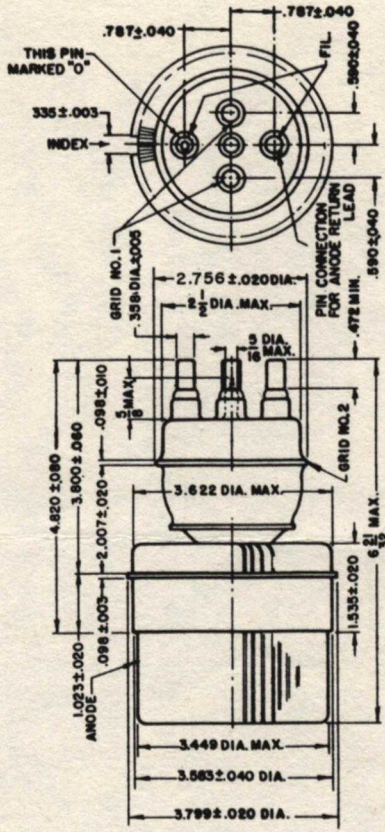 .787±.040
.787±.040
THIS PIN
MARKED "O"
FIL.
.590±.040
.335±.003
INDEX
GRID NO. 1
.358 DIA.±.005
PIN CONNECTION
FOR ANODE RETURN
LEAD
.590±.040
2.756±.020 DIA.
2 1/2 DIA. MAX.
.472 MIN.
5/16 DIA.
MAX.
5/8 MAX.
.098±.010
GRID NO. 2
4.820±.080
3.800±.060
2.007±.020
3.622 DIA. MAX.
6 21/32 MAX.
1.535±.020
.098±.003
1.023±.020
ANODE
3.449 DIA. MAX.
3.583±.040 DIA.
3.799±.020 DIA.